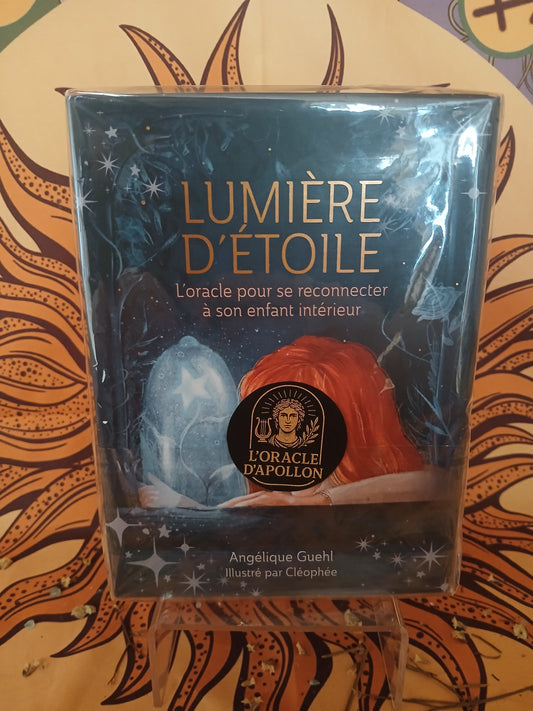 LUMIÈRE
D'ÉTOILE
L'oracle pour se reconnecter
à son enfant intérieur
L'ORACLE
D'APOLLON
Angélique Guehl
Illustré par Cléophée